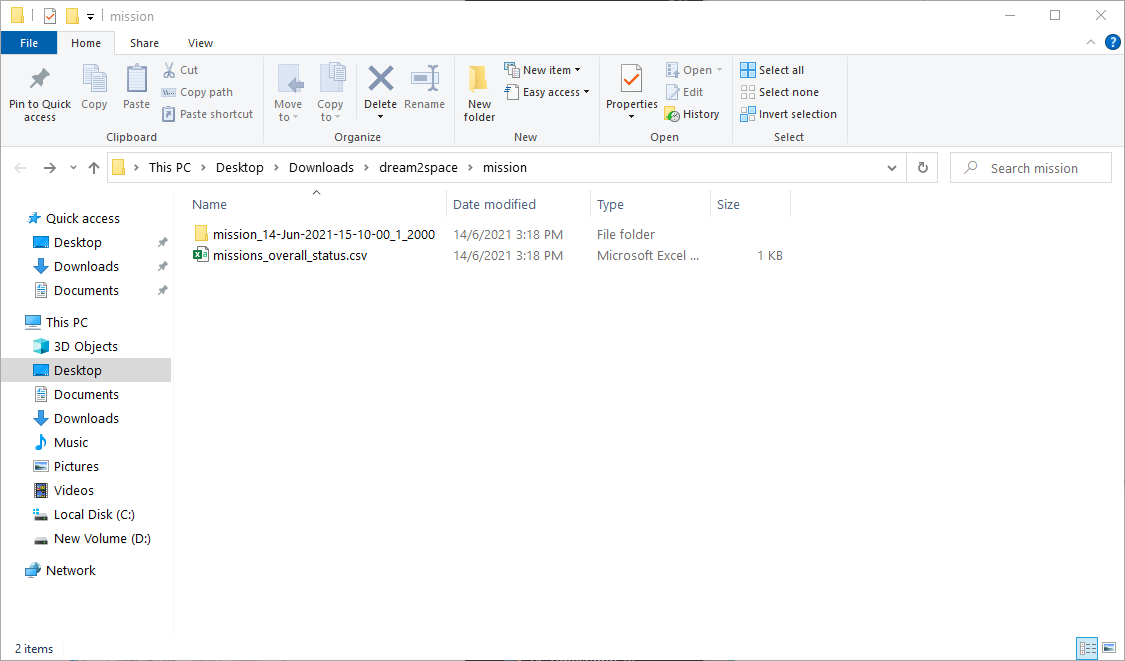 mission
File Home Share View
Pin to Quick access
Copy
Paste
Cut
Copy path
Paste shortcut
Clipboard
Move to
Copy to
Delete
Rename
Organize
New folder
New item
Easy access
New
Properties
Open
Edit
History
Open
Select all
Select none
Invert selection
Select
This PC > Desktop > Downloads > dream2space > mission
Search mission
Name Date modified Type Size
mission_14-Jun-2021-15-10-00_1_2000 14/6/2021 3:18 PM File folder
missions_overall_status.csv 14/6/2021 3:18 PM Microsoft Excel ... 1 KB
Quick access
Desktop
Downloads
Documents
This PC
3D Objects
Desktop
Documents
Downloads
Music
Pictures
Videos
Local Disk (C:)
New Volume (D:)
Network
2 items